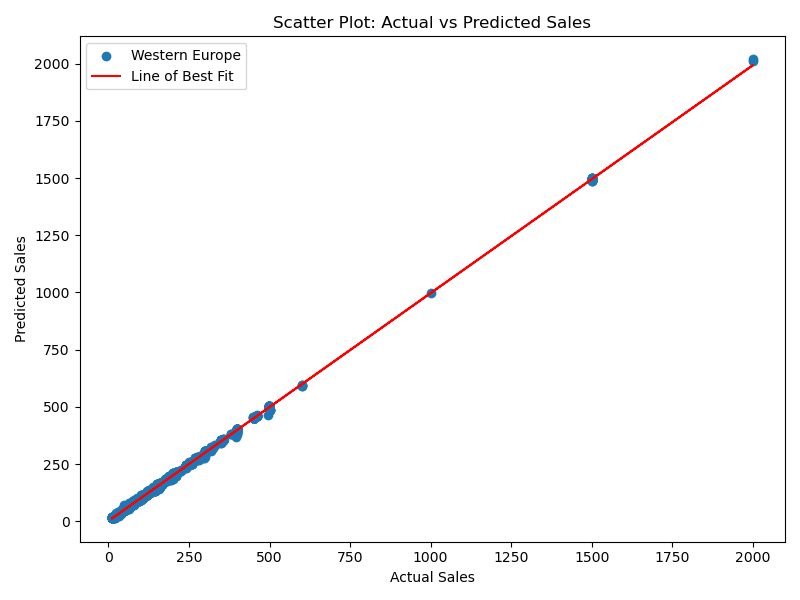 Scatter Plot: Actual vs Predicted Sales
Western Europe
Line of Best Fit
Predicted Sales
2000
1750
1500
1250
1000
750
500
250
0
0 250 500 750 1000 1250 1500 1750 2000
Actual Sales